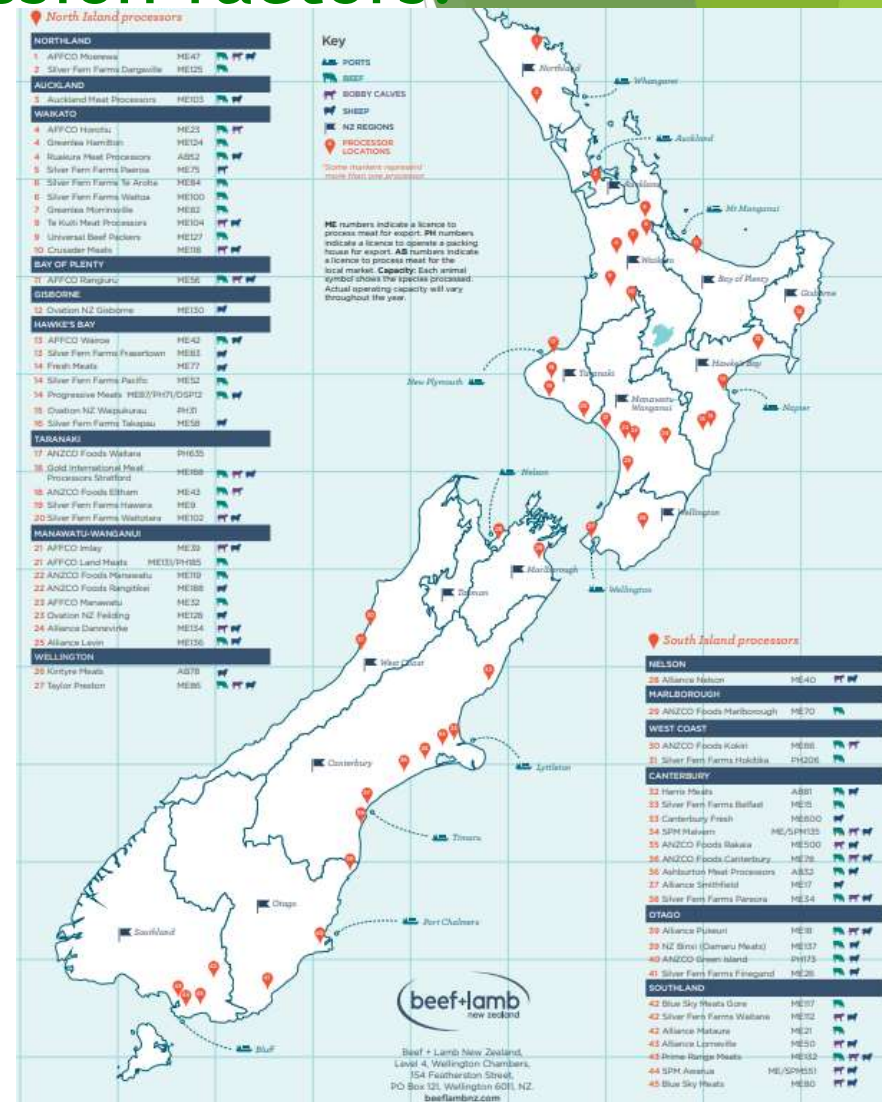 North Island processors
NORTHLAND
1 AFFCO Moerewa ME47
2 Silver Fern Farms Dargaville ME125
AUCKLAND
3 Auckland Meat Processors ME103
WAIKATO
4 AFFCO Horotiu ME23
4 Greenlea Hamilton ME124
4 Ruakura Meat Processors AB52
5 Silver Fern Farms Paeroa ME75
6 Silver Fern Farms Te Aroha ME84
6 Silver Fern Farms Waitoa ME100
7 Greenlea Morrinsville ME82
8 Te Kuiti Meat Processors ME104
9 Universal Beef Packers ME127
10 Crusader Meats ME118
BAY OF PLENTY
11 AFFCO Rangiuru ME56
GISBORNE
12 Ovation NZ Gisborne ME130
HAWKE'S BAY
13 AFFCO Wairoa ME42
13 Silver Fern Farms Frasertown ME83
14 Fresh Meats ME77
14 Silver Fern Farms Pacific ME52
14 Progressive Meats ME87/PH71/DSP12
15 Ovation NZ Waipukurau PH31
16 Silver Fern Farms Takapau ME58
TARANAKI
17 ANZCO Foods Waitara PH635
18 Gold International Meat
Processors Stratford
18 ANZCO Foods Eltham ME43
19 Silver Fern Farms Hawera ME9
20 Silver Fern Farms Waitotara ME102
MANAWATU-WANGANUI
21 AFFCO Imlay ME39
21 AFFCO Land Meats ME131/PH185
22 ANZCO Foods Manawatu ME119
22 ANZCO Foods Rangitikei ME188
23 AFFCO Manawatu ME32
23 Ovation NZ Feilding ME128
24 Alliance Dannevirke ME134
25 Alliance Levin ME136
WELLINGTON
26 Kintyre Meats AB78
27 Taylor Preston ME86
Key
PORTS
BEEF
BOBBY CALVES
SHEEP
NZ REGIONS
PROCESSOR
LOCATIONS
*Some markers represent
more than one processor
ME numbers indicate a licence to
process meat for export. PH numbers
indicate a licence to operate a packing
house for export. AB numbers indicate
a licence to process meat for the
local market. Capacity: Each animal
symbol shows the species processed.
Actual operating capacity will vary
throughout the year.
Northland
Whangarei
Auckland
Auckland
Mt Manganui
Waikato
Bay of Plenty
Gisborne
New Plymouth
Taranaki
Hawke's Bay
Manawatu-
Wanganui
Napier
Nelson
Wellington
Marlborough
Tasman
Wellington
West Coast
Canterbury
Lyttleton
Timaru
Otago
Port Chalmers
Southland
Bluff
South Island processors
NELSON
28 Alliance Nelson ME40
MARLBOROUGH
29 ANZCO Foods Marlborough ME70
WEST COAST
30 ANZCO Foods Kokiri ME66
31 Silver Fern Farms Hokitika PH206
CANTERBURY
32 Harris Meats AB81
33 Silver Fern Farms Belfast ME15
33 Canterbury Fresh ME600
34 SPM Malvern ME/SPM135
35 ANZCO Foods Rakaia ME500
36 ANZCO Foods Canterbury ME78
36 Ashburton Meat Processors AB32
37 Alliance Smithfield ME17
38 Silver Fern Farms Pareora ME34
OTAGO
39 Alliance Pukeuri ME18
39 NZ Binxi (Oamaru Meats) ME137
40 ANZCO Green Island PH173
41 Silver Fern Farms Finegand ME26
SOUTHLAND
42 Blue Sky Meats Gore ME117
42 Silver Fern Farms Waitane ME112
42 Alliance Mataura ME21
43 Alliance Lorneville ME50
43 Prime Range Meats ME132
44 SPM Awarua ME/SPM551
45 Blue Sky Meats ME80
beef+lamb
new zealand
Beef + Lamb New Zealand,
Level 4, Wellington Chambers,
154 Featherston Street,
PO Box 121, Wellington 6011, NZ.
beeflambnz.com